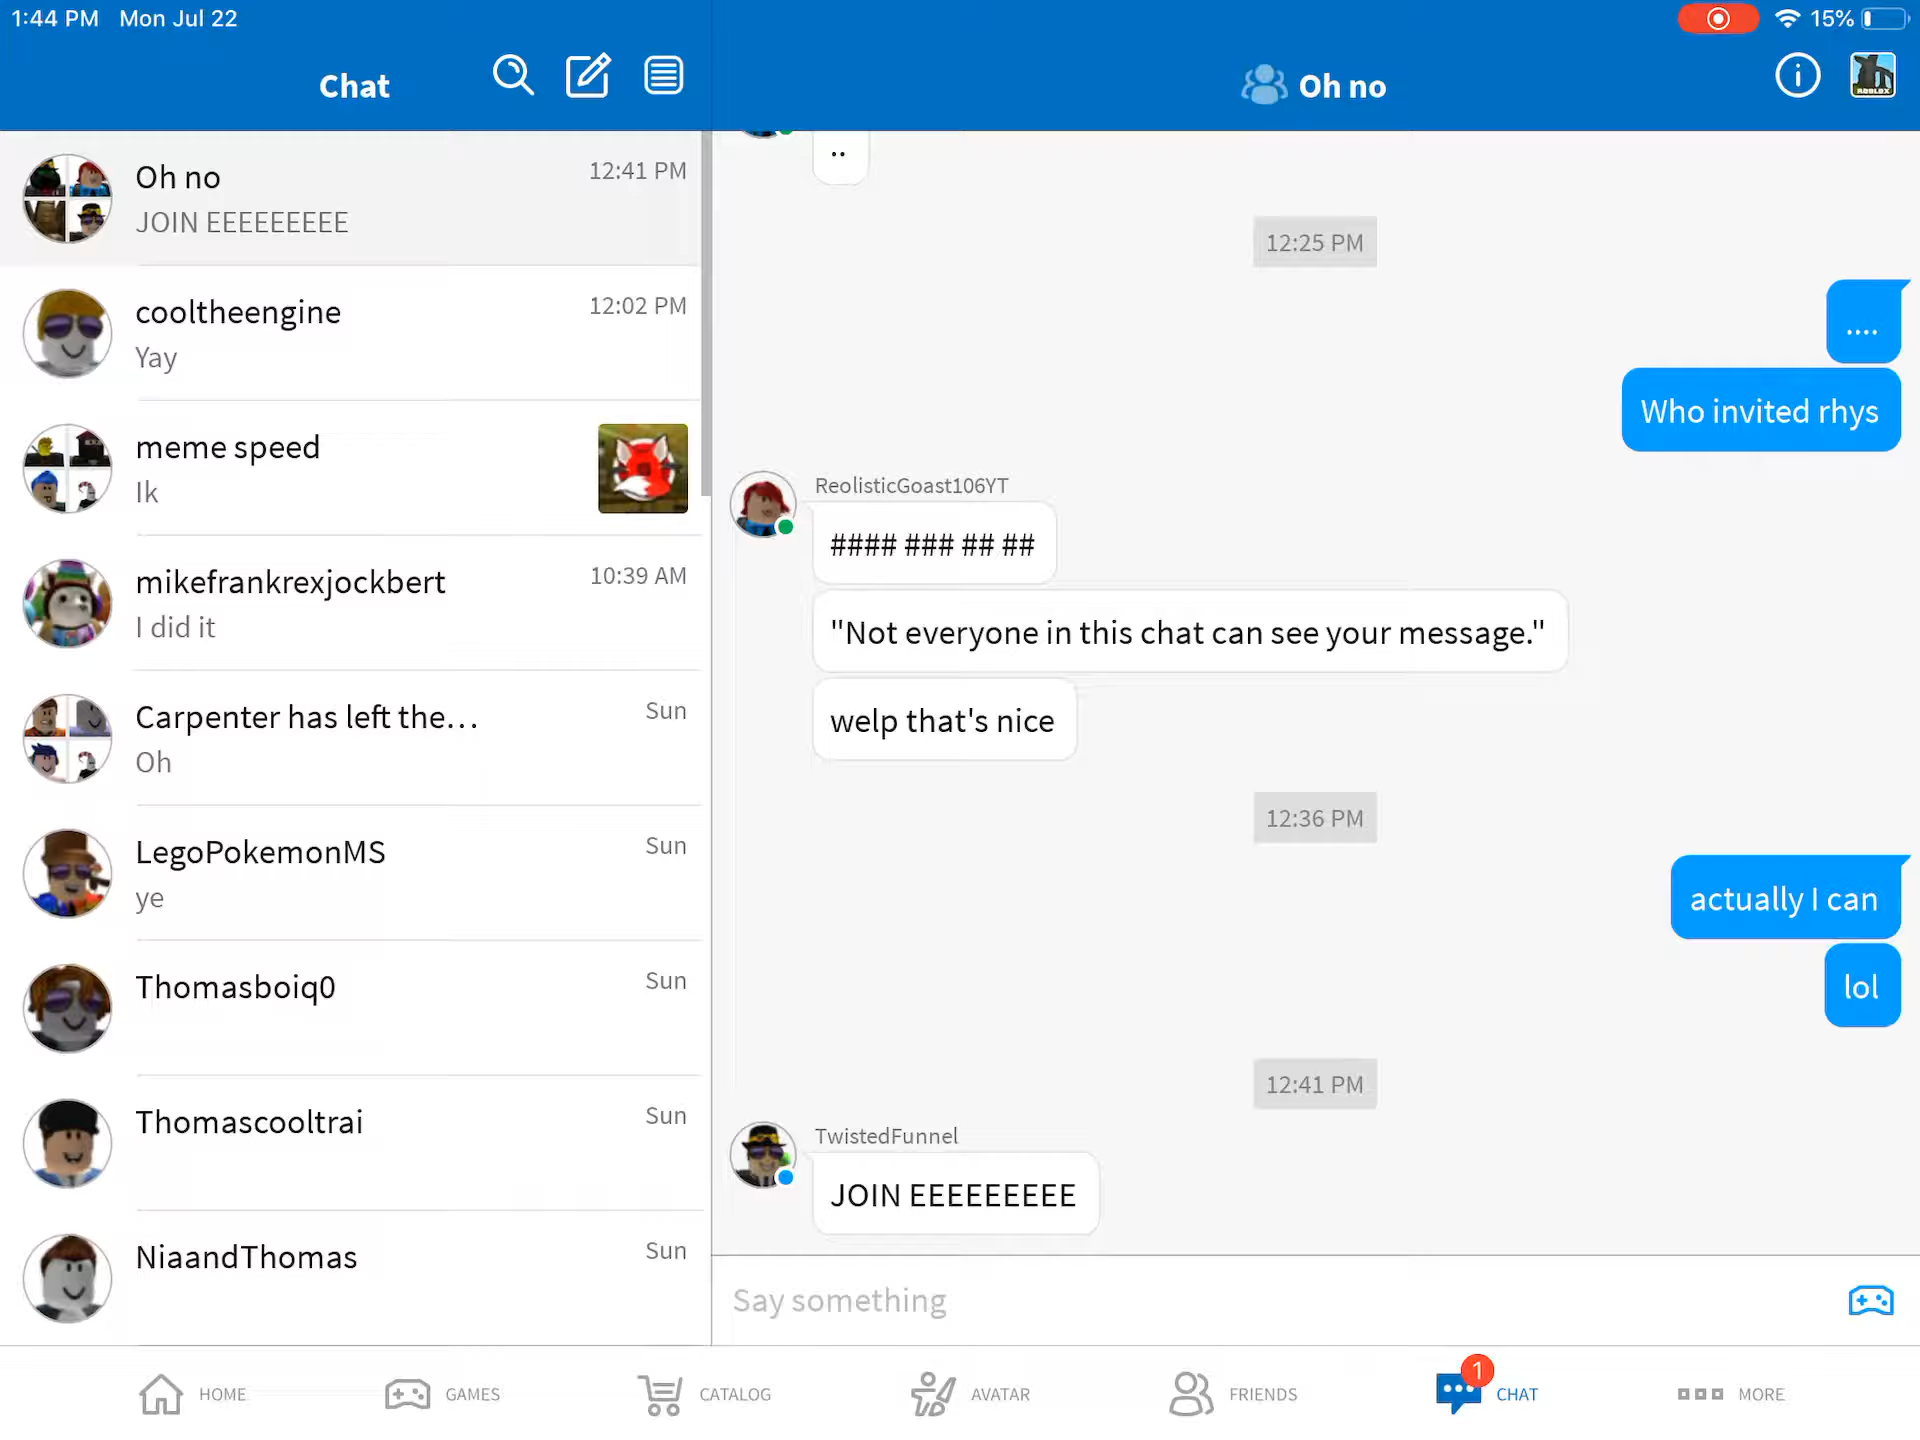 1:44 PM Mon Jul 22
15%
Chat
Oh no
ROBLOX
Oh no
12:41 PM
JOIN EEEEEEEEE
cooltheengine
12:02 PM
Yay
meme speed
Ik
mikefrankrexjockbert
10:39 AM
I did it
Carpenter has left the...
Sun
Oh
LegoPokemonMS
Sun
ye
Thomasboiq0
Sun
Thomascooltrai
Sun
NiaandThomas
Sun
..
12:25 PM
....
Who invited rhys
ReolisticGoast106YT
#### ### ## ##
"Not everyone in this chat can see your message."
welp that's nice
12:36 PM
actually I can
lol
12:41 PM
TwistedFunnel
JOIN EEEEEEEEE
Say something
HOME
GAMES
CATALOG
AVATAR
FRIENDS
1
CHAT
MORE